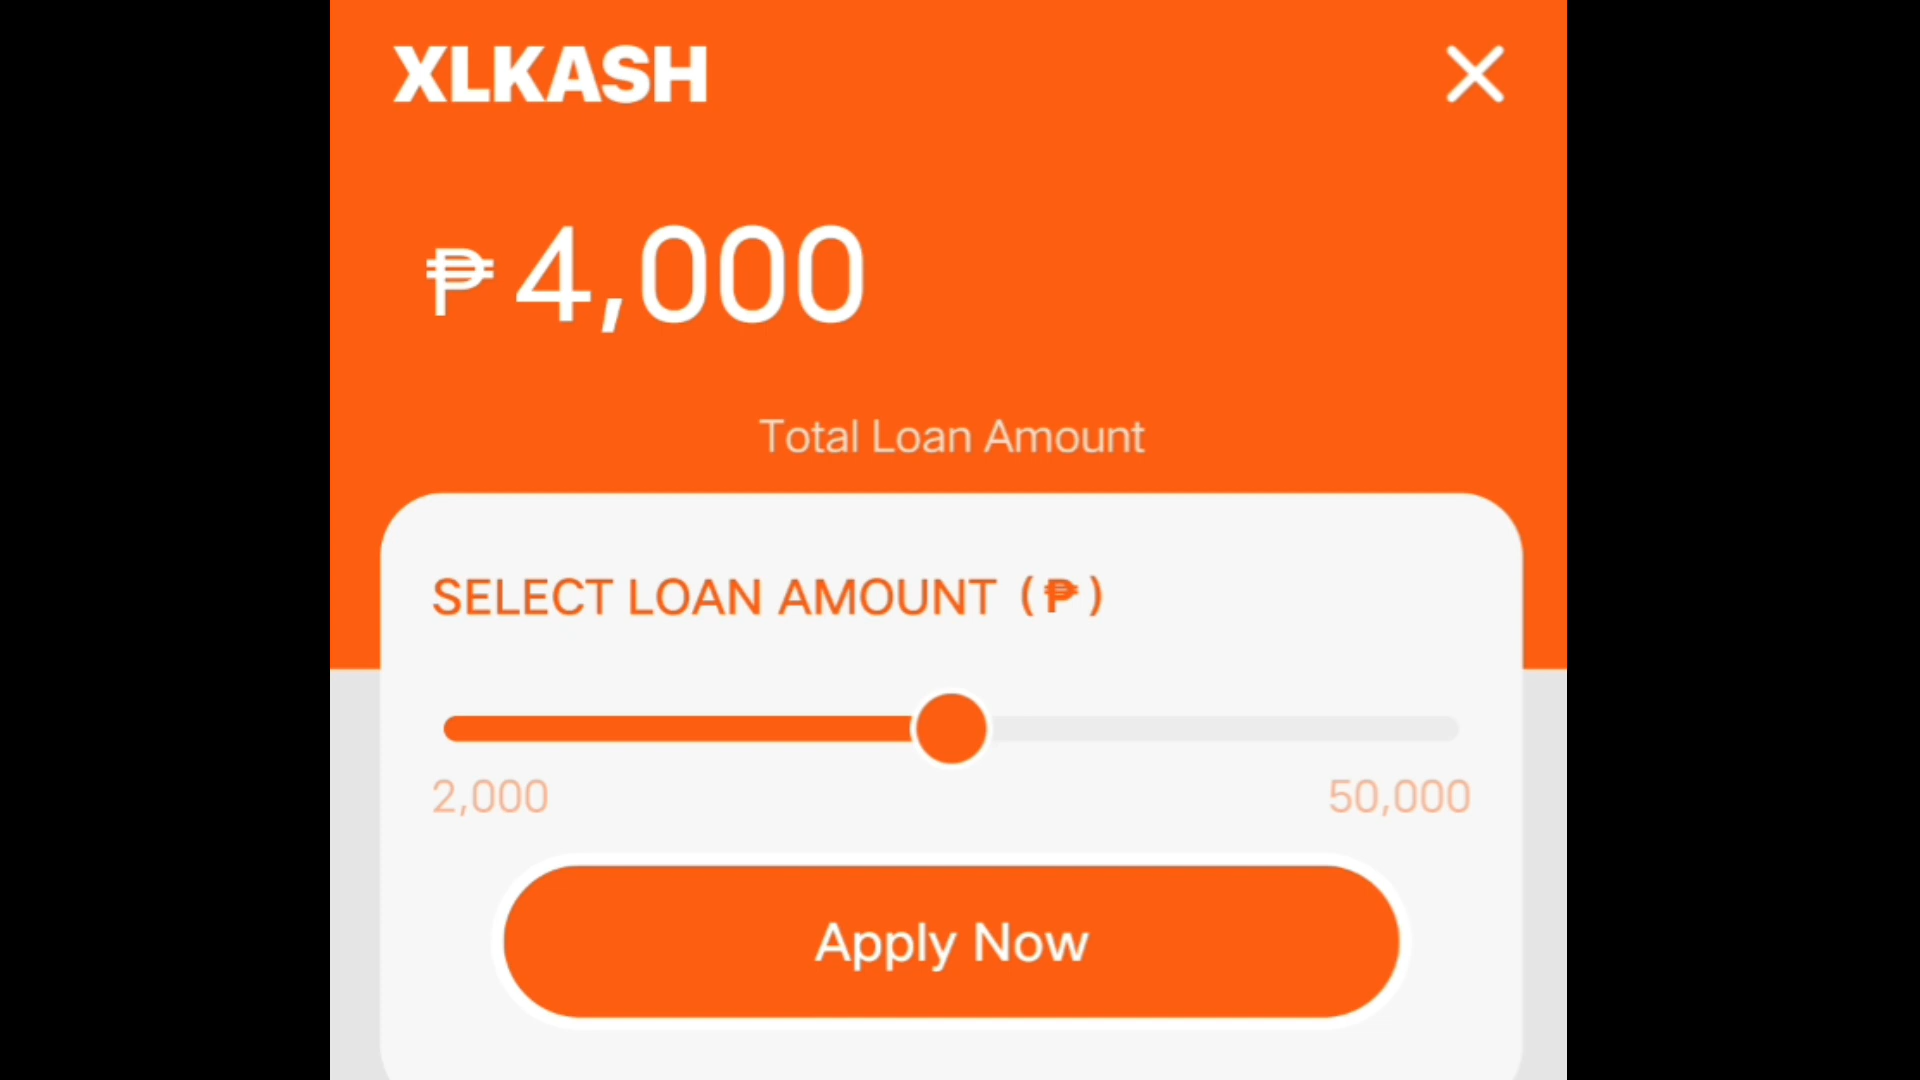 XLKASH
₱4,000
Total Loan Amount
SELECT LOAN AMOUNT (₱)
2,000
50,000
Apply Now